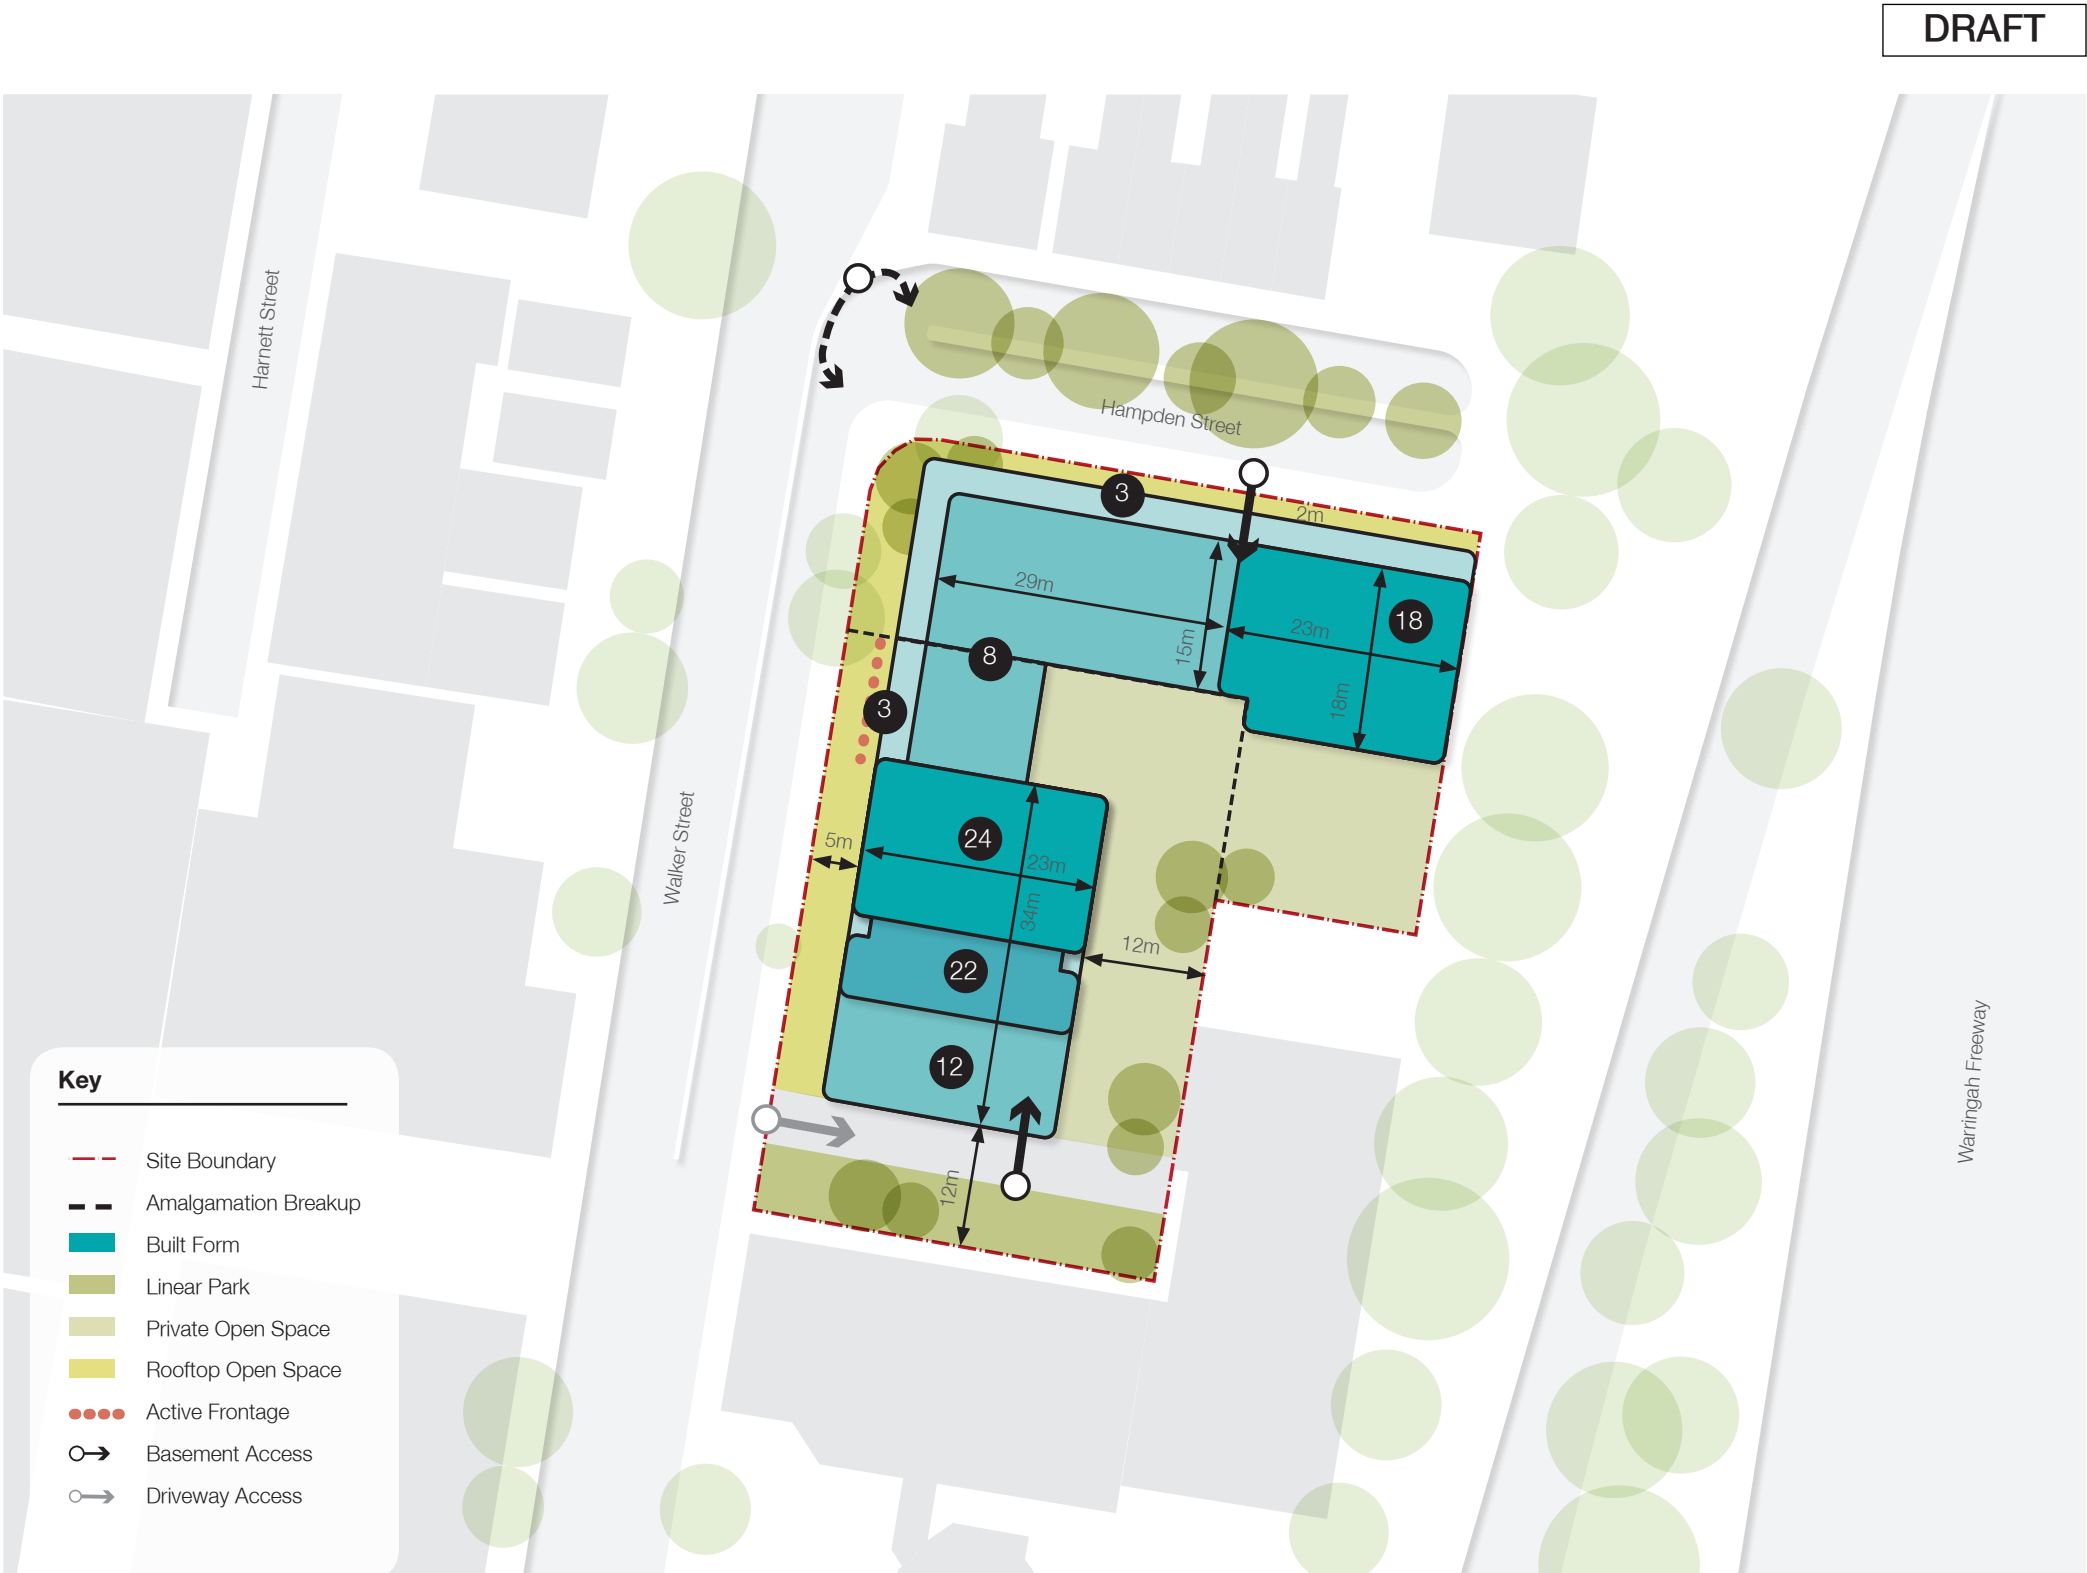 DRAFT
Harnett Street
Hampden Street
3
2m
29m
18
23m
15m
8
18m
3
24
5m
23m
34m
Walker Street
12m
22
12
12m
Warringah Freeway
Key
Site Boundary
Amalgamation Breakup
Built Form
Linear Park
Private Open Space
Rooftop Open Space
Active Frontage
Basement Access
Driveway Access